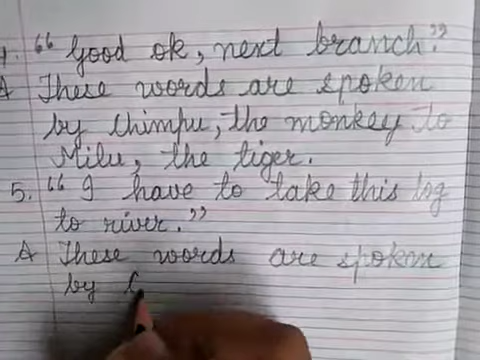 4. "Good ok, next branch."
A These words are spoken
by Chimpu, the monkey to
Milu, the tiger.
5. "I have to take this log
to river."
A These words are spoken
by